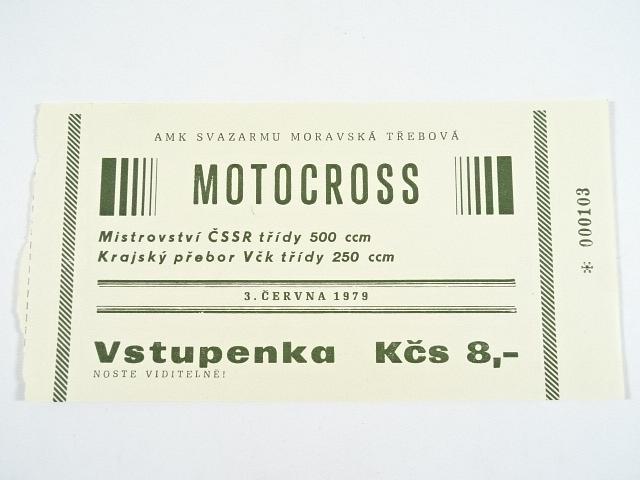 AMK SVAZARMU MORAVSKÁ TŘEBOVÁ
MOTOCROSS
Mistrovství ČSSR třídy 500 ccm
Krajský přebor Včk třídy 250 ccm
3. ČERVNA 1979
Vstupenka Kčs 8,-
NOSTE VIDITELNĚ!
* 000103